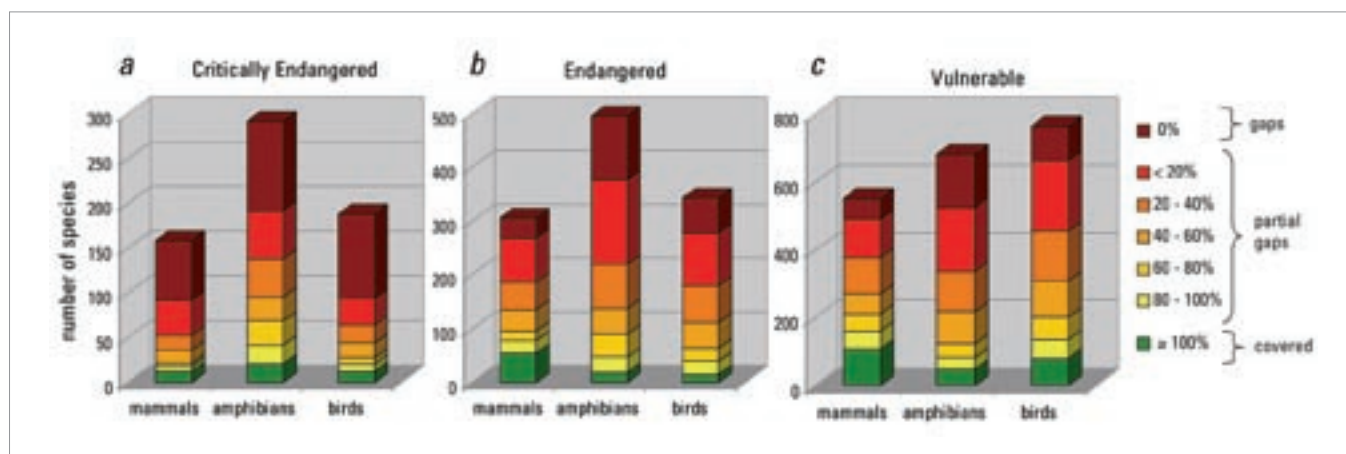 a Critically Endangered
300
250
200
150
100
50
0
number of species
mammals amphibians birds
b Endangered
500
400
300
200
100
0
mammals amphibians birds
c Vulnerable
800
600
400
200
0
mammals amphibians birds
0% gaps
< 20%
20 - 40%
40 - 60%
60 - 80%
80 - 100%
partial
gaps
≥ 100% covered